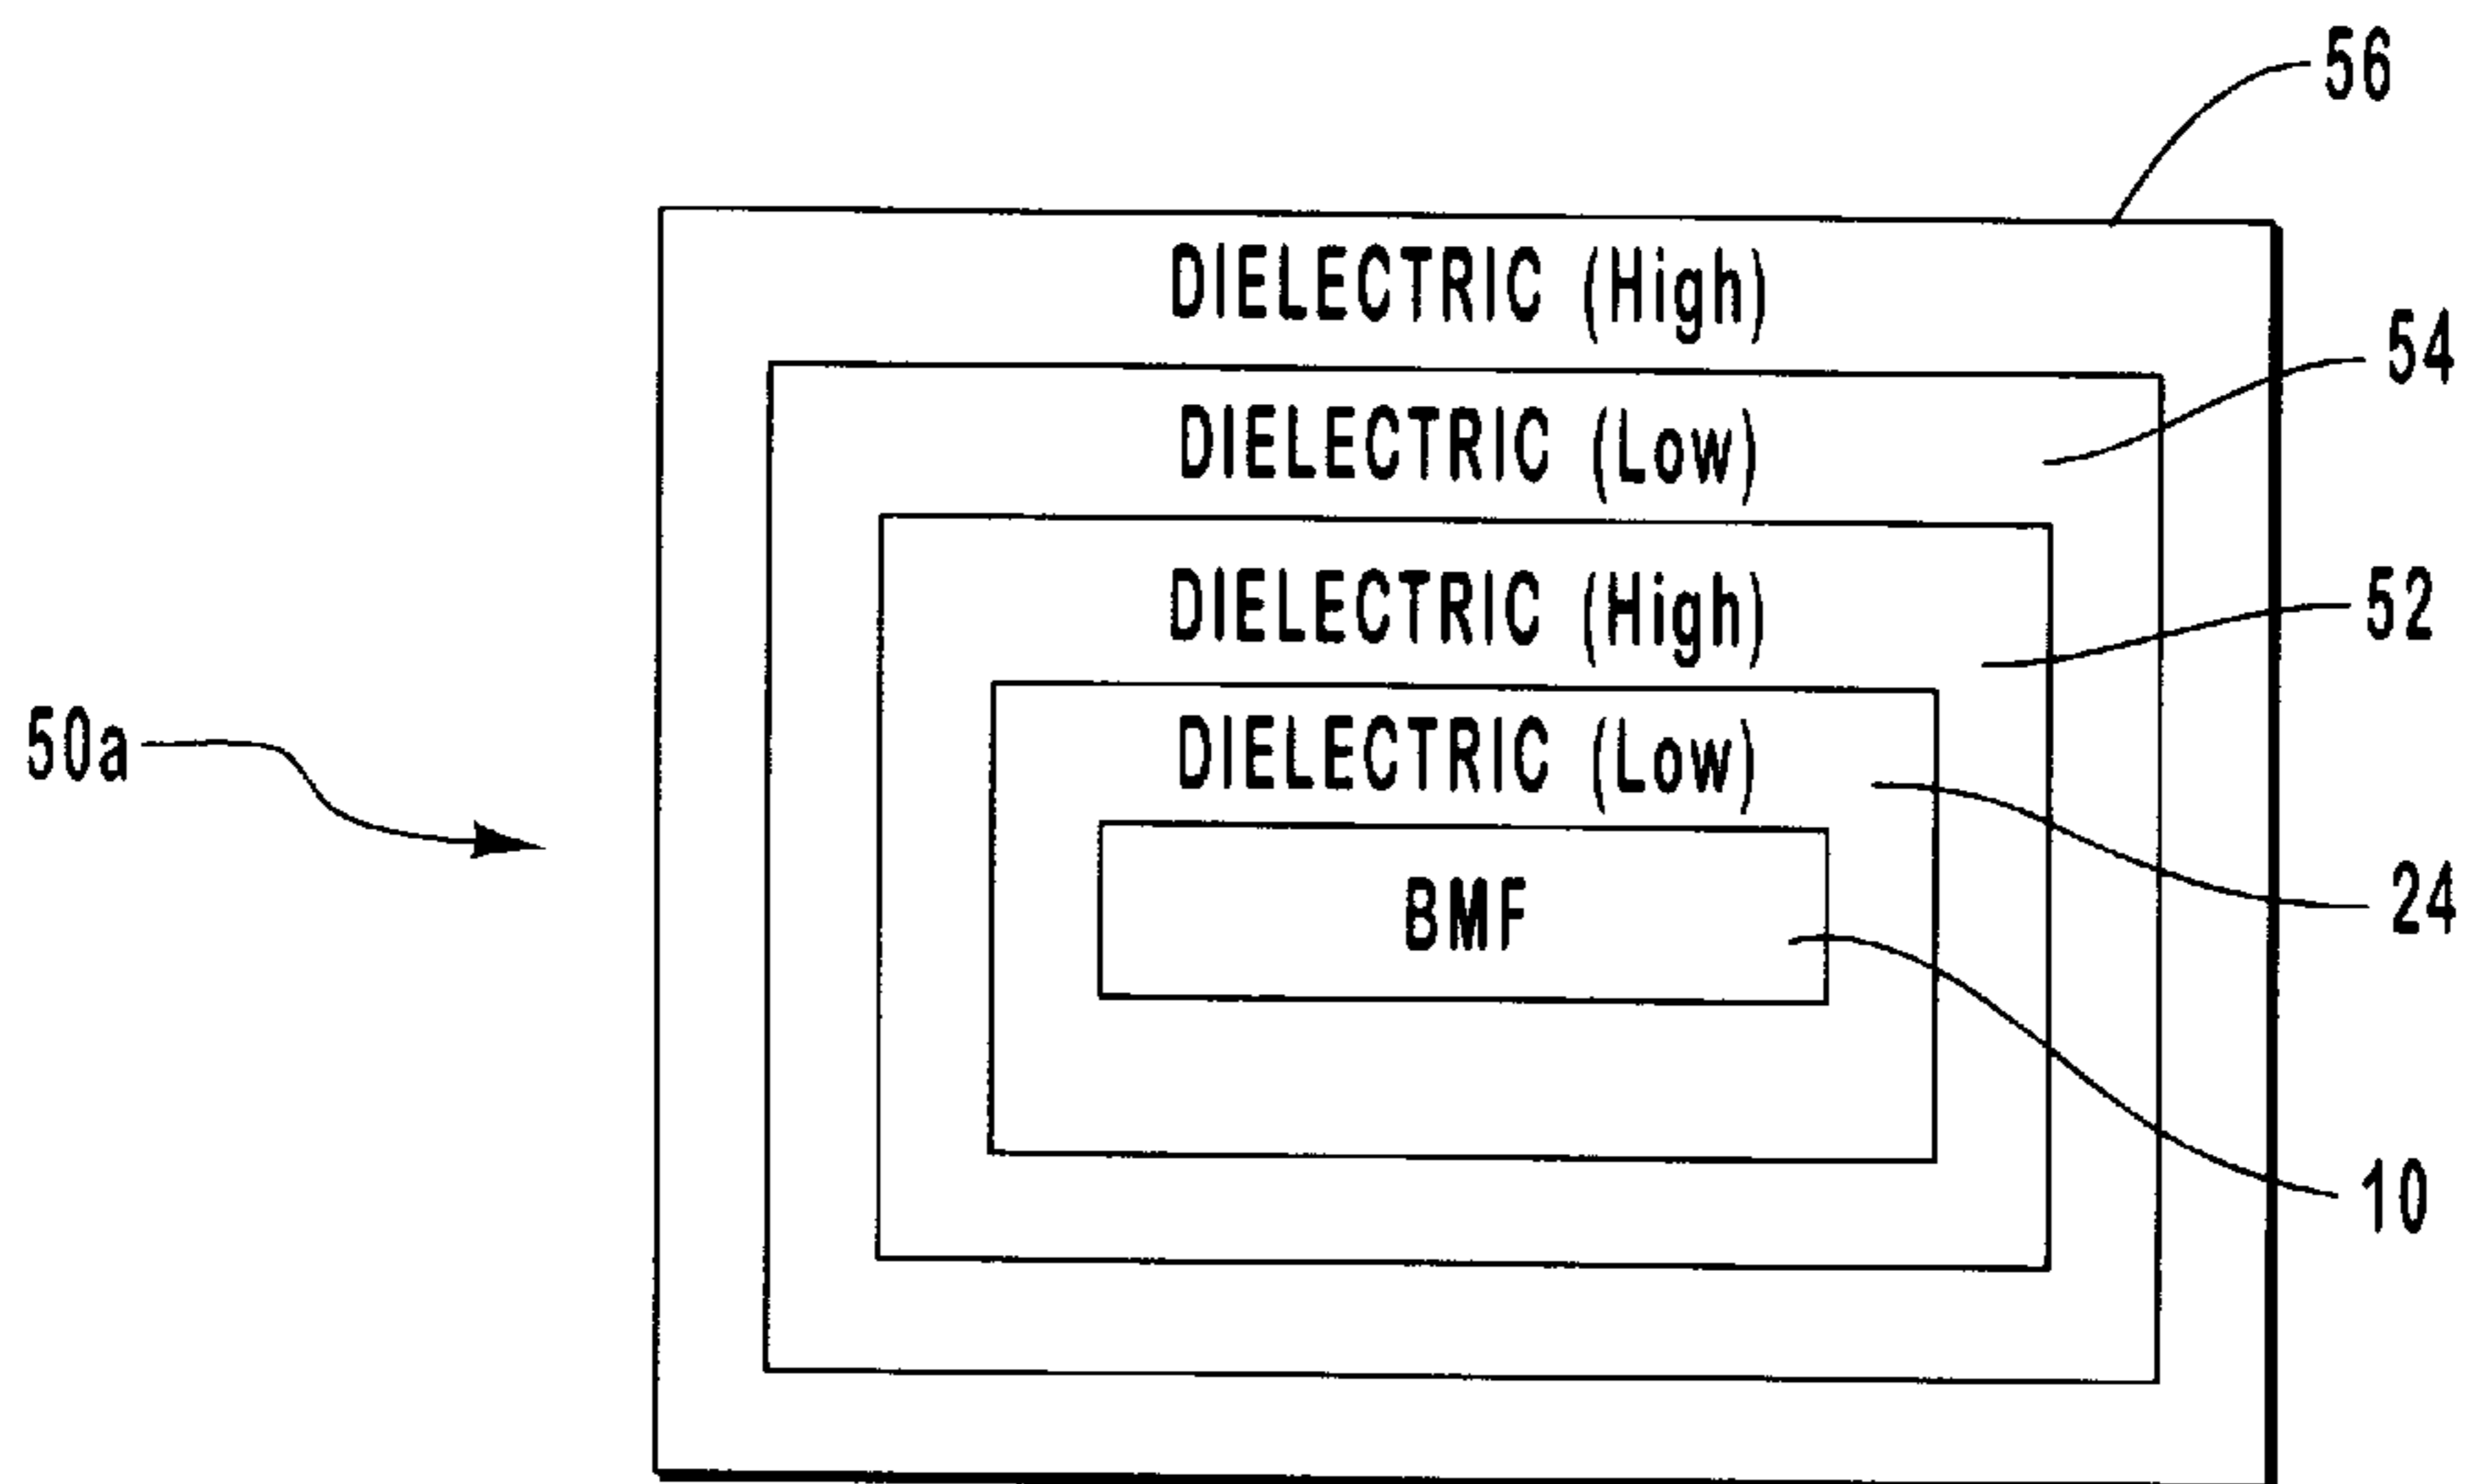 56
DIELECTRIC (High)
54
DIELECTRIC (Low)
DIELECTRIC (High)
52
50a
DIELECTRIC (Low)
24
BMF
10